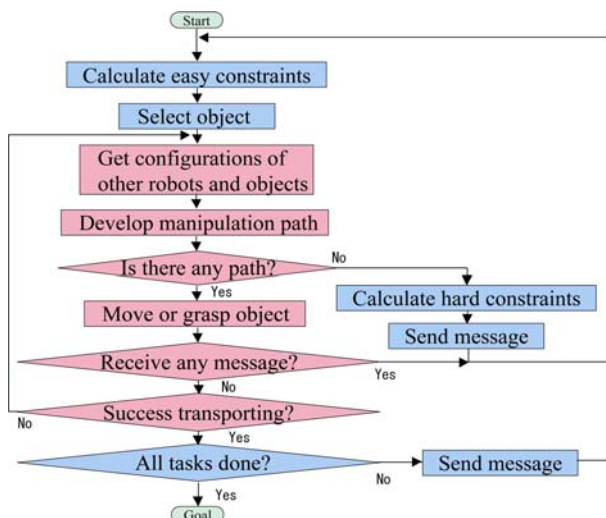 Start
Calculate easy constraints
Select object
Get configurations of
other robots and objects
Develop manipulation path
Is there any path?
No
Yes
Calculate hard constraints
Move or grasp object
Send message
Receive any message?
Yes
No
Success transporting?
No
Yes
All tasks done?
No
Send message
Yes
Goal